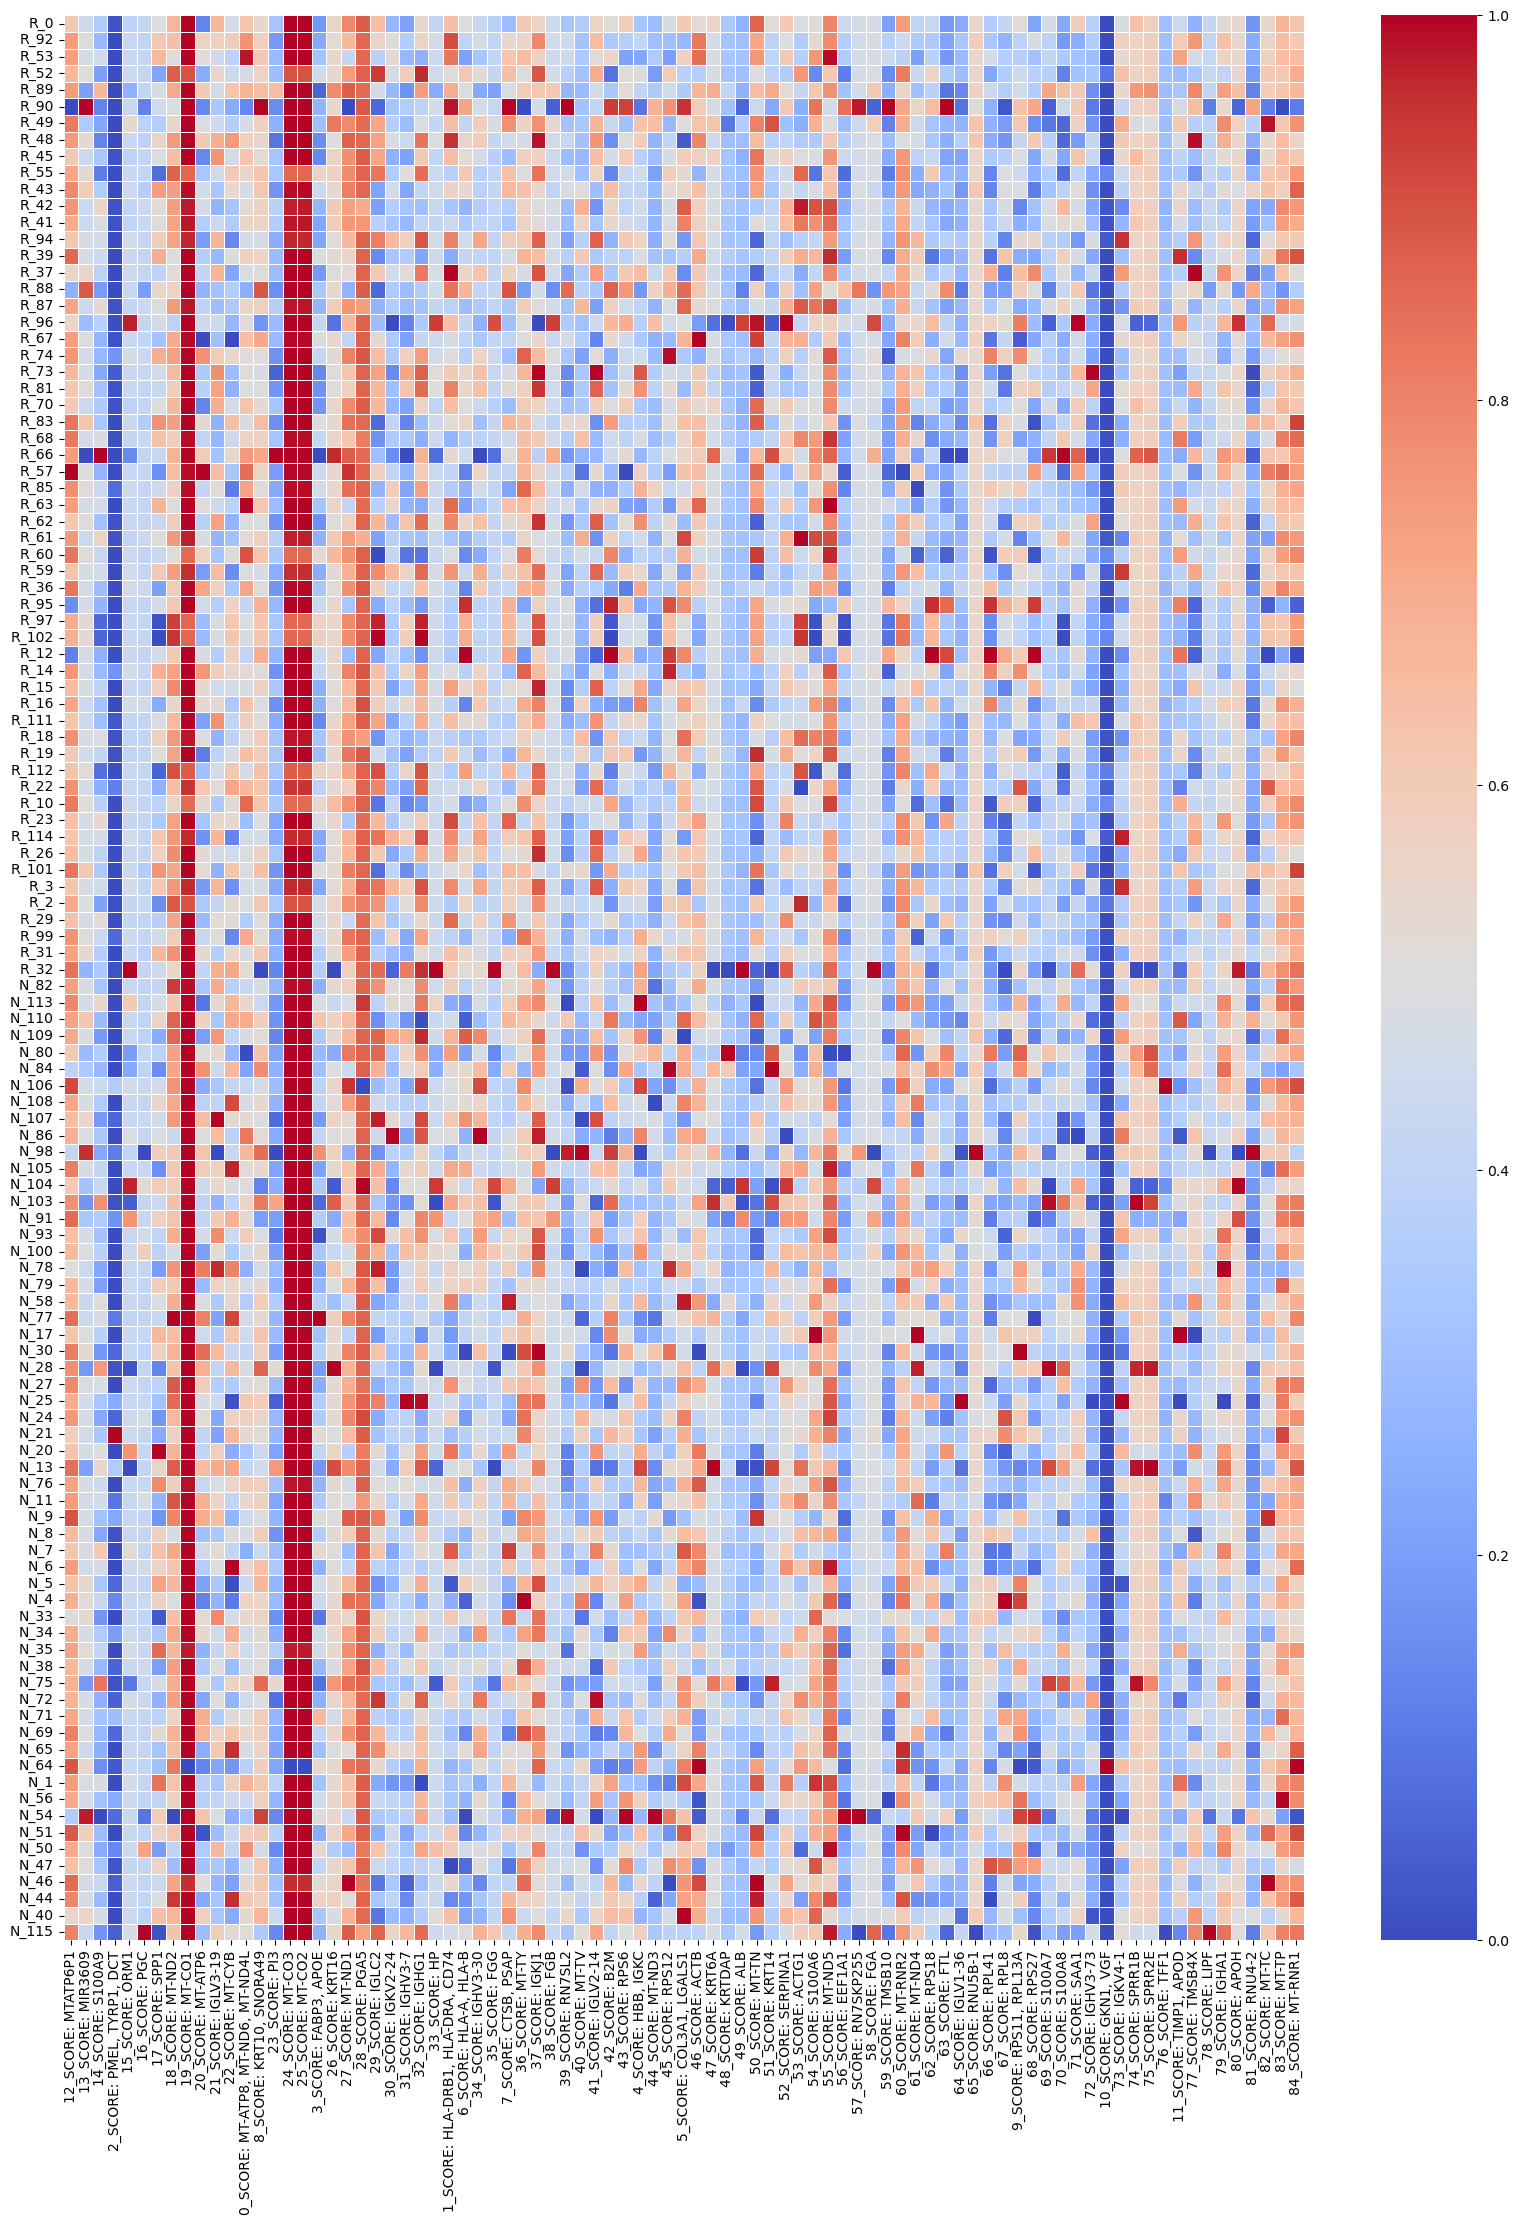 R_0
R_92
R_53
R_52
R_89
R_90
R_49
R_48
R_45
R_55
R_43
R_42
R_41
R_94
R_39
R_37
R_88
R_87
R_96
R_67
R_74
R_73
R_81
R_70
R_83
R_68
R_66
R_57
R_85
R_63
R_62
R_61
R_60
R_59
R_36
R_95
R_97
R_102
R_12
R_14
R_15
R_16
R_111
R_18
R_19
R_112
R_22
R_10
R_23
R_114
R_26
R_101
R_3
R_2
R_29
R_99
R_31
R_32
N_82
N_113
N_110
N_109
N_80
N_84
N_106
N_108
N_107
N_86
N_98
N_105
N_104
N_103
N_91
N_93
N_100
N_78
N_79
N_58
N_77
N_17
N_30
N_28
N_27
N_25
N_24
N_21
N_20
N_13
N_76
N_11
N_9
N_8
N_7
N_6
N_5
N_4
N_33
N_34
N_35
N_38
N_75
N_72
N_71
N_69
N_65
N_64
N_1
N_56
N_54
N_51
N_50
N_47
N_46
N_44
N_40
N_115
12_SCORE: MTATP6P1
13_SCORE: MIR3609
14_SCORE: S100A9
2_SCORE: PMEL, TYRP1, DCT
15_SCORE: ORM1
16_SCORE: PGC
17_SCORE: SPP1
18_SCORE: MT-ND2
19_SCORE: MT-CO1
20_SCORE: MT-ATP6
21_SCORE: IGLV3-19
22_SCORE: MT-CYB
0_SCORE: MT-ATP8, MT-ND6, MT-ND4L
8_SCORE: KRT10, SNORA49
23_SCORE: PI3
24_SCORE: MT-CO3
25_SCORE: MT-CO2
3_SCORE: FABP3, APOE
26_SCORE: KRT16
27_SCORE: MT-ND1
28_SCORE: PGA5
29_SCORE: IGLC2
30_SCORE: IGKV2-24
31_SCORE: IGHV3-7
32_SCORE: IGHG1
33_SCORE: HP
1_SCORE: HLA-DRB1, HLA-DRA, CD74
6_SCORE: HLA-A, HLA-B
34_SCORE: IGHV3-30
35_SCORE: FGG
7_SCORE: CTSB, PSAP
36_SCORE: MT-TY
37_SCORE: IGKJ1
38_SCORE: FGB
39_SCORE: RN7SL2
40_SCORE: MT-TV
41_SCORE: IGLV2-14
42_SCORE: B2M
43_SCORE: RPS6
4_SCORE: HBB, IGKC
44_SCORE: MT-ND3
45_SCORE: RPS12
5_SCORE: COL3A1, LGALS1
46_SCORE: ACTB
47_SCORE: KRT6A
48_SCORE: KRTDAP
49_SCORE: ALB
50_SCORE: MT-TN
51_SCORE: KRT14
52_SCORE: SERPINA1
53_SCORE: ACTG1
54_SCORE: S100A6
55_SCORE: MT-ND5
56_SCORE: EEF1A1
57_SCORE: RN7SKP255
58_SCORE: FGA
59_SCORE: TMSB10
60_SCORE: MT-RNR2
61_SCORE: MT-ND4
62_SCORE: RPS18
63_SCORE: FTL
64_SCORE: IGLV1-36
65_SCORE: RNU5B-1
66_SCORE: RPL41
67_SCORE: RPL8
9_SCORE: RPS11, RPL13A
68_SCORE: RPS27
69_SCORE: S100A7
70_SCORE: S100A8
71_SCORE: SAA1
72_SCORE: IGHV3-73
10_SCORE: GKN1, VGF
73_SCORE: IGKV4-1
74_SCORE: SPRR1B
75_SCORE: SPRR2E
76_SCORE: TFF1
11_SCORE: TIMP1, APOD
77_SCORE: TMSB4X
78_SCORE: LIPF
79_SCORE: IGHA1
80_SCORE: APOH
81_SCORE: RNU4-2
82_SCORE: MT-TC
83_SCORE: MT-TP
84_SCORE: MT-RNR1
1.0
0.8
0.6
0.4
0.2
0.0